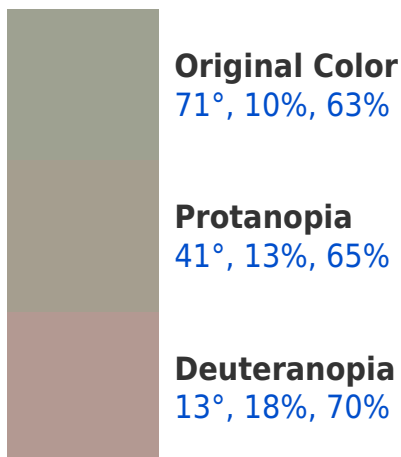 Original Color
71°, 10%, 63%
Protanopia
41°, 13%, 65%
Deuteranopia
13°, 18%, 70%